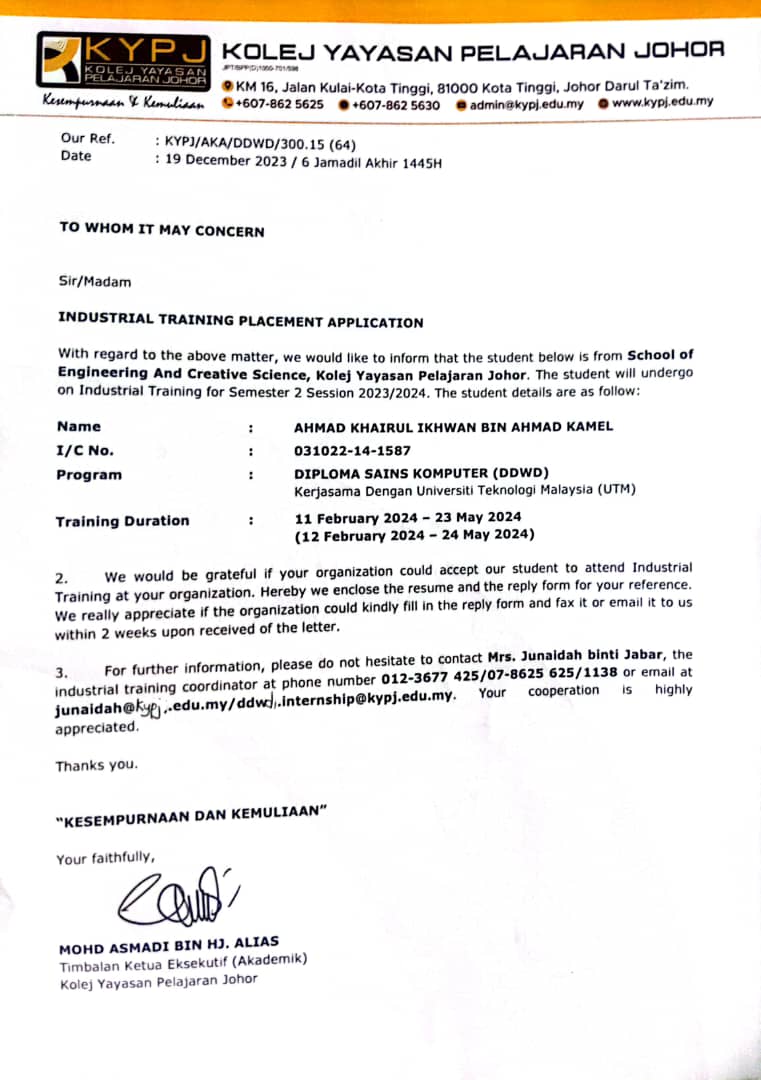 KYPJ
KOLEJ YAYASAN
PELAJARAN JOHOR
Kesempurnaan & Kemuliaan
KOLEJ YAYASAN PELAJARAN JOHOR
KM 16, Jalan Kulai-Kota Tinggi, 81000 Kota Tinggi, Johor Darul Ta'zim.
+607-862 5625 +607-862 5630 admin@kypj.edu.my www.kypj.edu.my
Our Ref. : KYPJ/AKA/DDWD/300.15 (64)
Date : 19 December 2023 / 6 Jamadil Akhir 1445H
TO WHOM IT MAY CONCERN
Sir/Madam
INDUSTRIAL TRAINING PLACEMENT APPLICATION
With regard to the above matter, we would like to inform that the student below is from School of
Engineering And Creative Science, Kolej Yayasan Pelajaran Johor. The student will undergo
on Industrial Training for Semester 2 Session 2023/2024. The student details are as follow:
Name : AHMAD KHAIRUL IKHWAN BIN AHMAD KAMEL
I/C No. : 031022-14-1587
Program : DIPLOMA SAINS KOMPUTER (DDWD)
Kerjasama Dengan Universiti Teknologi Malaysia (UTM)
Training Duration : 11 February 2024 – 23 May 2024
(12 February 2024 – 24 May 2024)
2. We would be grateful if your organization could accept our student to attend Industrial
Training at your organization. Hereby we enclose the resume and the reply form for your reference.
We really appreciate if the organization could kindly fill in the reply form and fax it or email it to us
within 2 weeks upon received of the letter.
3. For further information, please do not hesitate to contact Mrs. Junaidah binti Jabar, the
industrial training coordinator at phone number 012-3677 425/07-8625 625/1138 or email at
junaidah@kypj.edu.my/ddwd.internship@kypj.edu.my. Your cooperation is highly
appreciated.
Thanks you.
"KESEMPURNAAN DAN KEMULIAAN"
Your faithfully,
MOHD ASMADI BIN HJ. ALIAS
Timbalan Ketua Eksekutif (Akademik)
Kolej Yayasan Pelajaran Johor